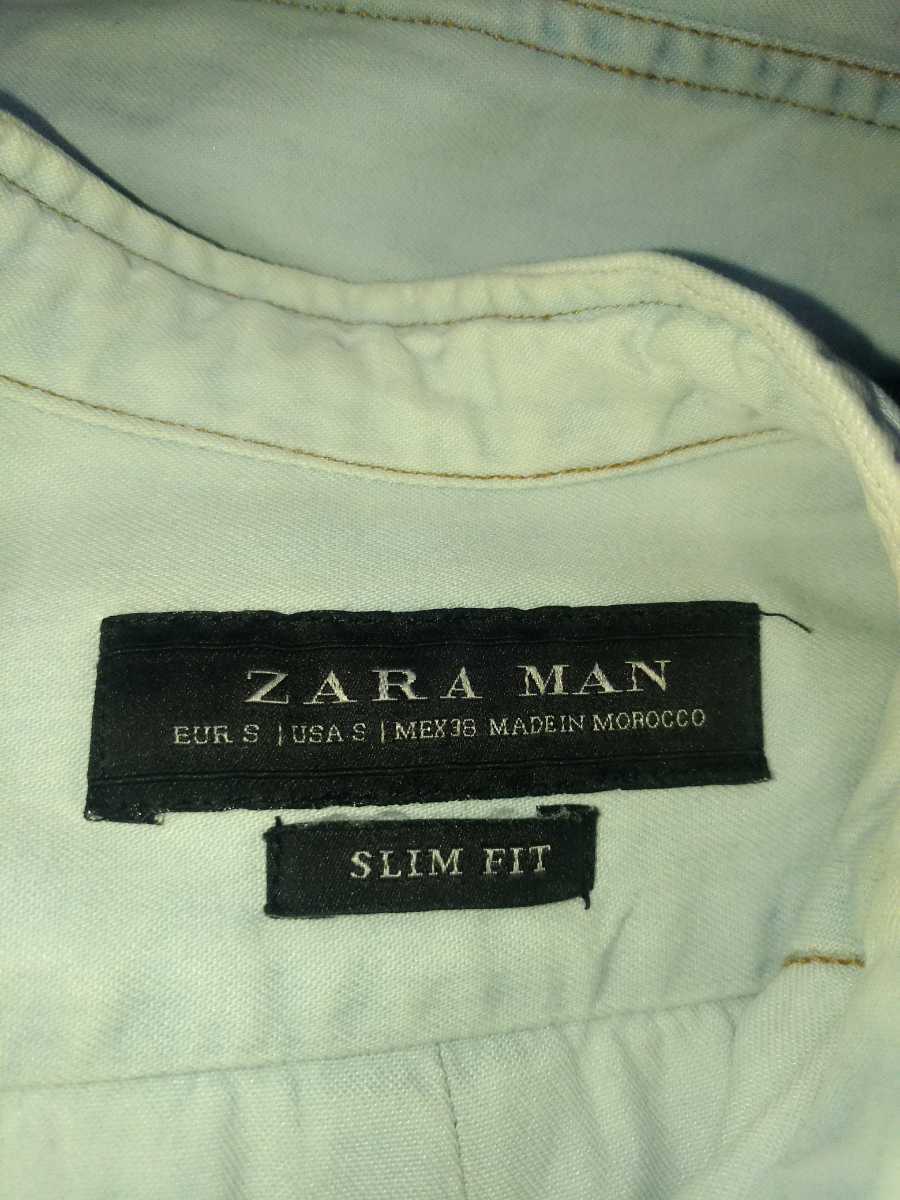 ZARA MAN
EUR S | USA S | MEX 38 MADE IN MOROCCO
SLIM FIT